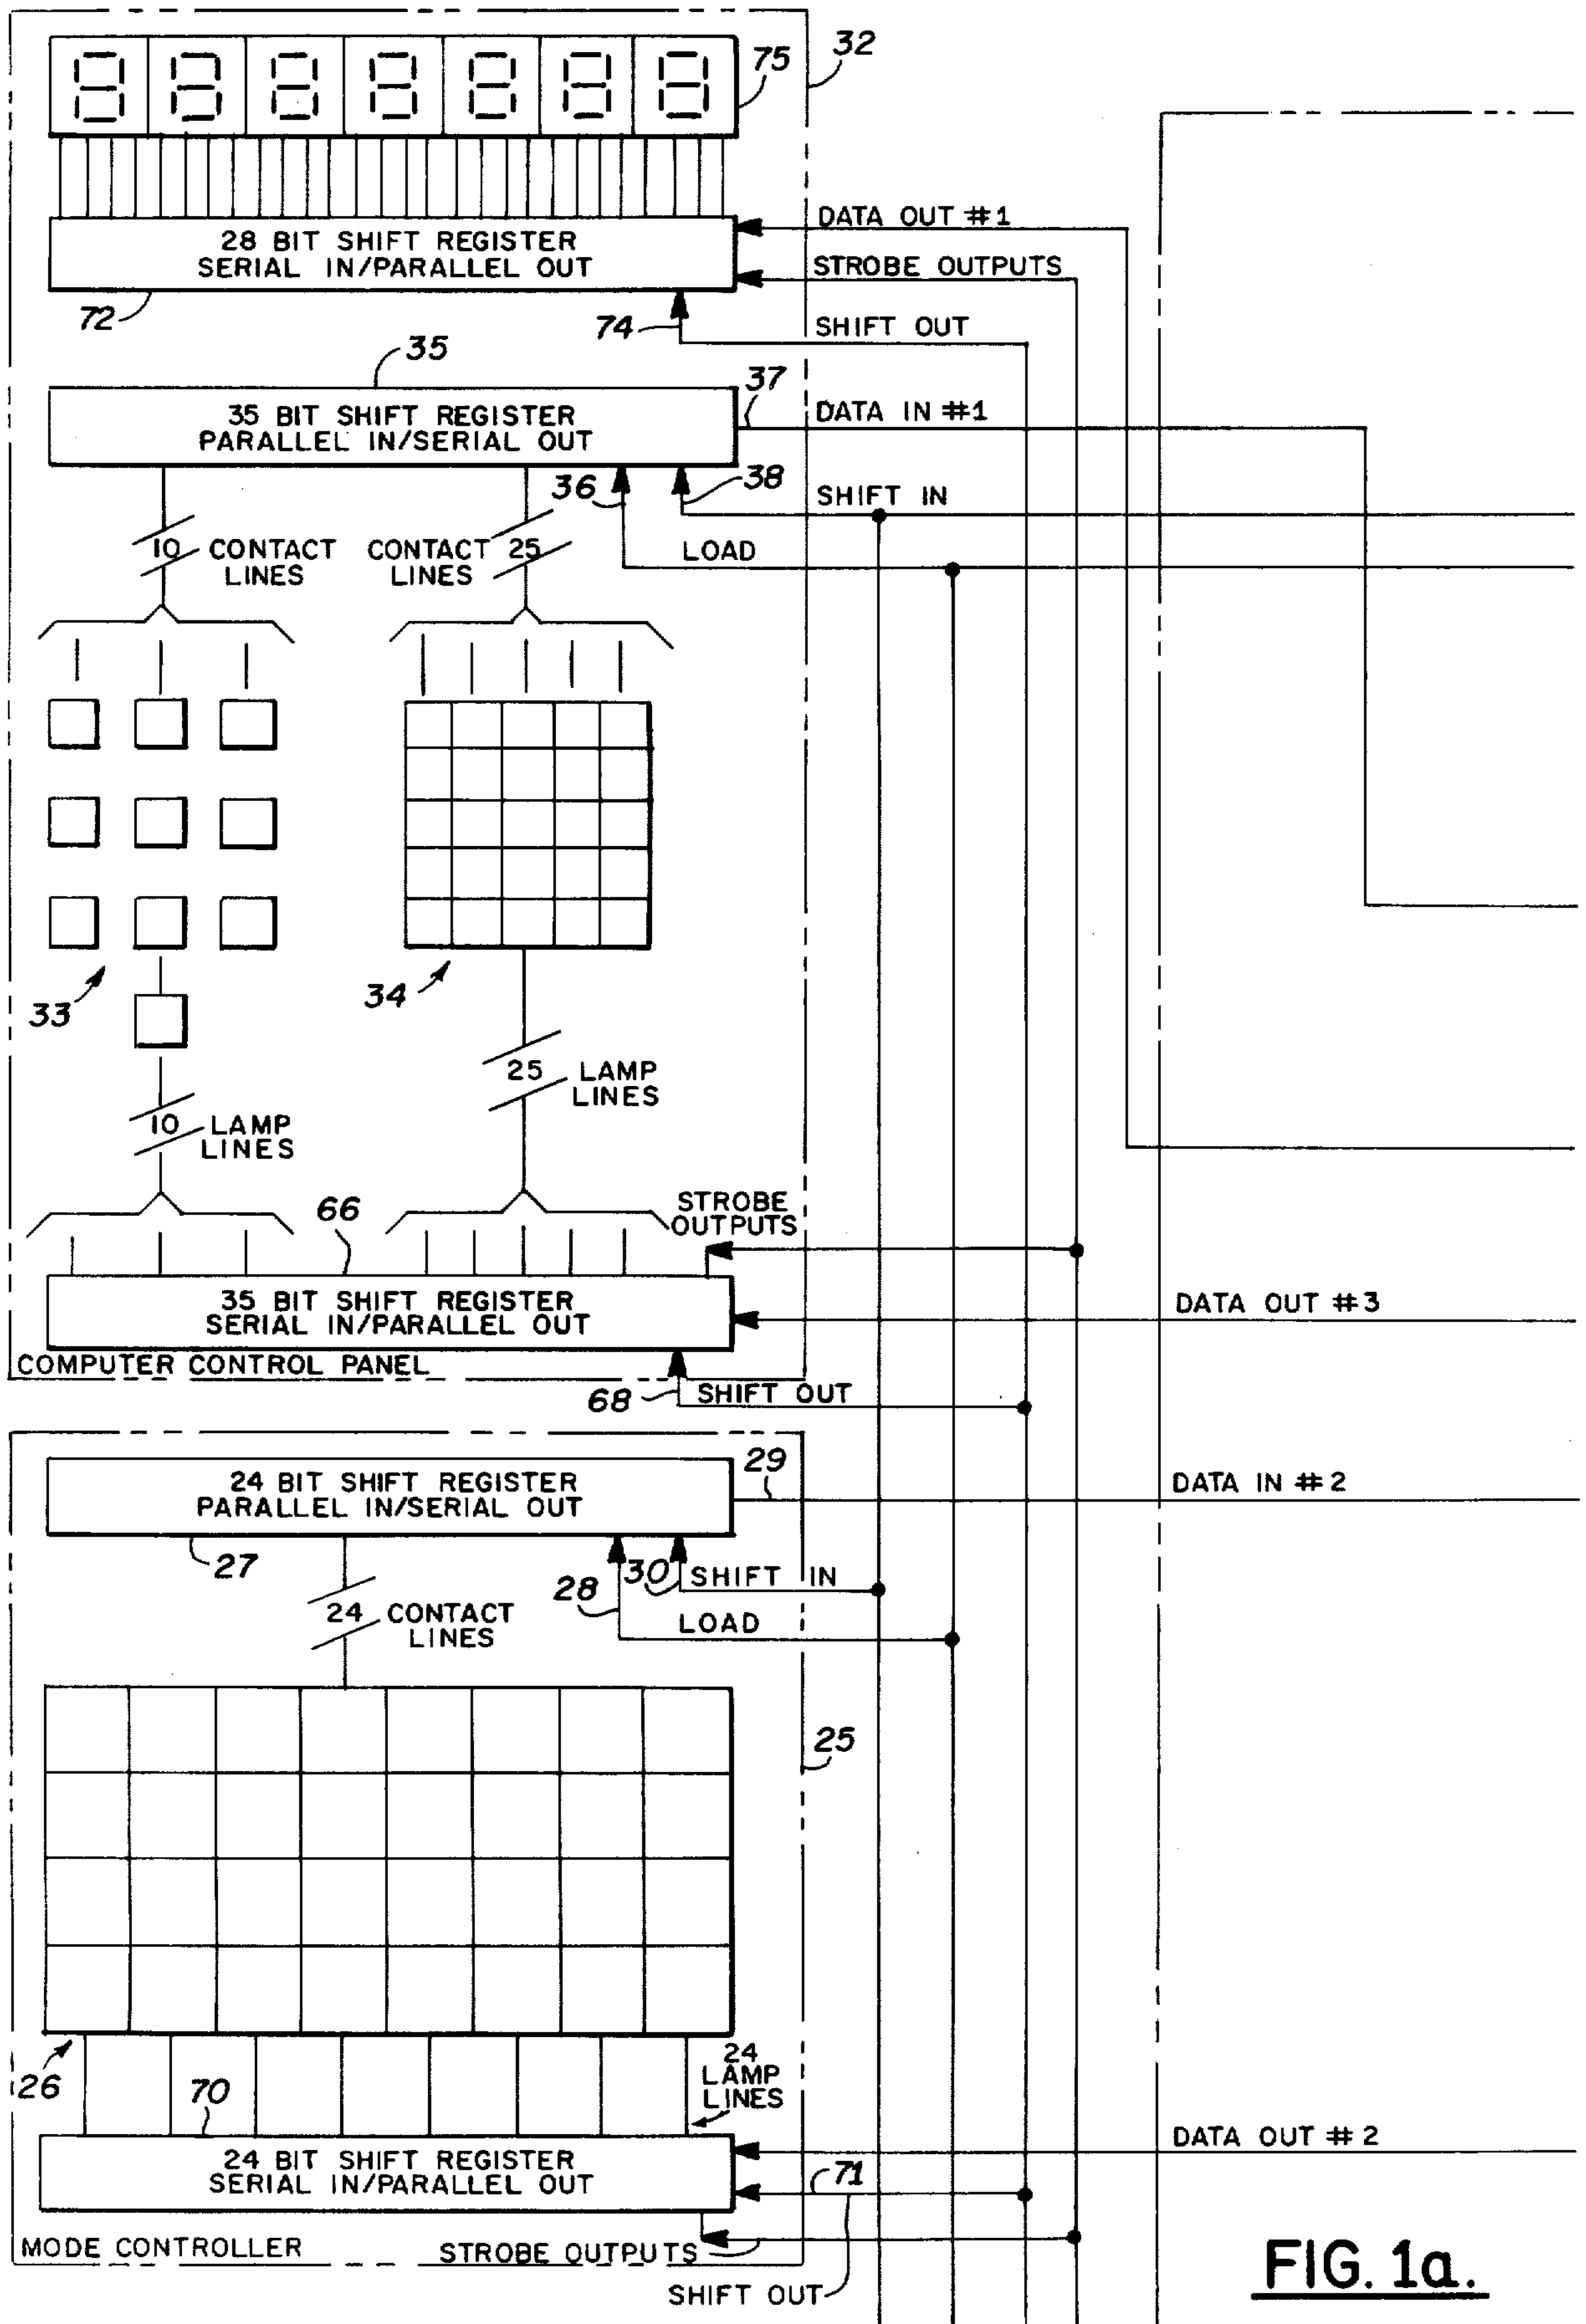 32
75
DATA OUT #1
28 BIT SHIFT REGISTER
SERIAL IN/PARALLEL OUT
STROBE OUTPUTS
72
74
SHIFT OUT
35
37
35 BIT SHIFT REGISTER
PARALLEL IN/SERIAL OUT
DATA IN #1
36
38
SHIFT IN
10 CONTACT
LINES
CONTACT 25
LINES
LOAD
33
34
25 LAMP
LINES
10 LAMP
LINES
66
STROBE
OUTPUTS
35 BIT SHIFT REGISTER
SERIAL IN/PARALLEL OUT
DATA OUT #3
COMPUTER CONTROL PANEL
68
SHIFT OUT
29
24 BIT SHIFT REGISTER
PARALLEL IN/SERIAL OUT
DATA IN #2
27
28
30
SHIFT IN
24 CONTACT
LINES
LOAD
25
26
70
24
LAMP
LINES
24 BIT SHIFT REGISTER
SERIAL IN/PARALLEL OUT
DATA OUT #2
71
MODE CONTROLLER
STROBE OUTPUTS
SHIFT OUT
FIG. 1a.